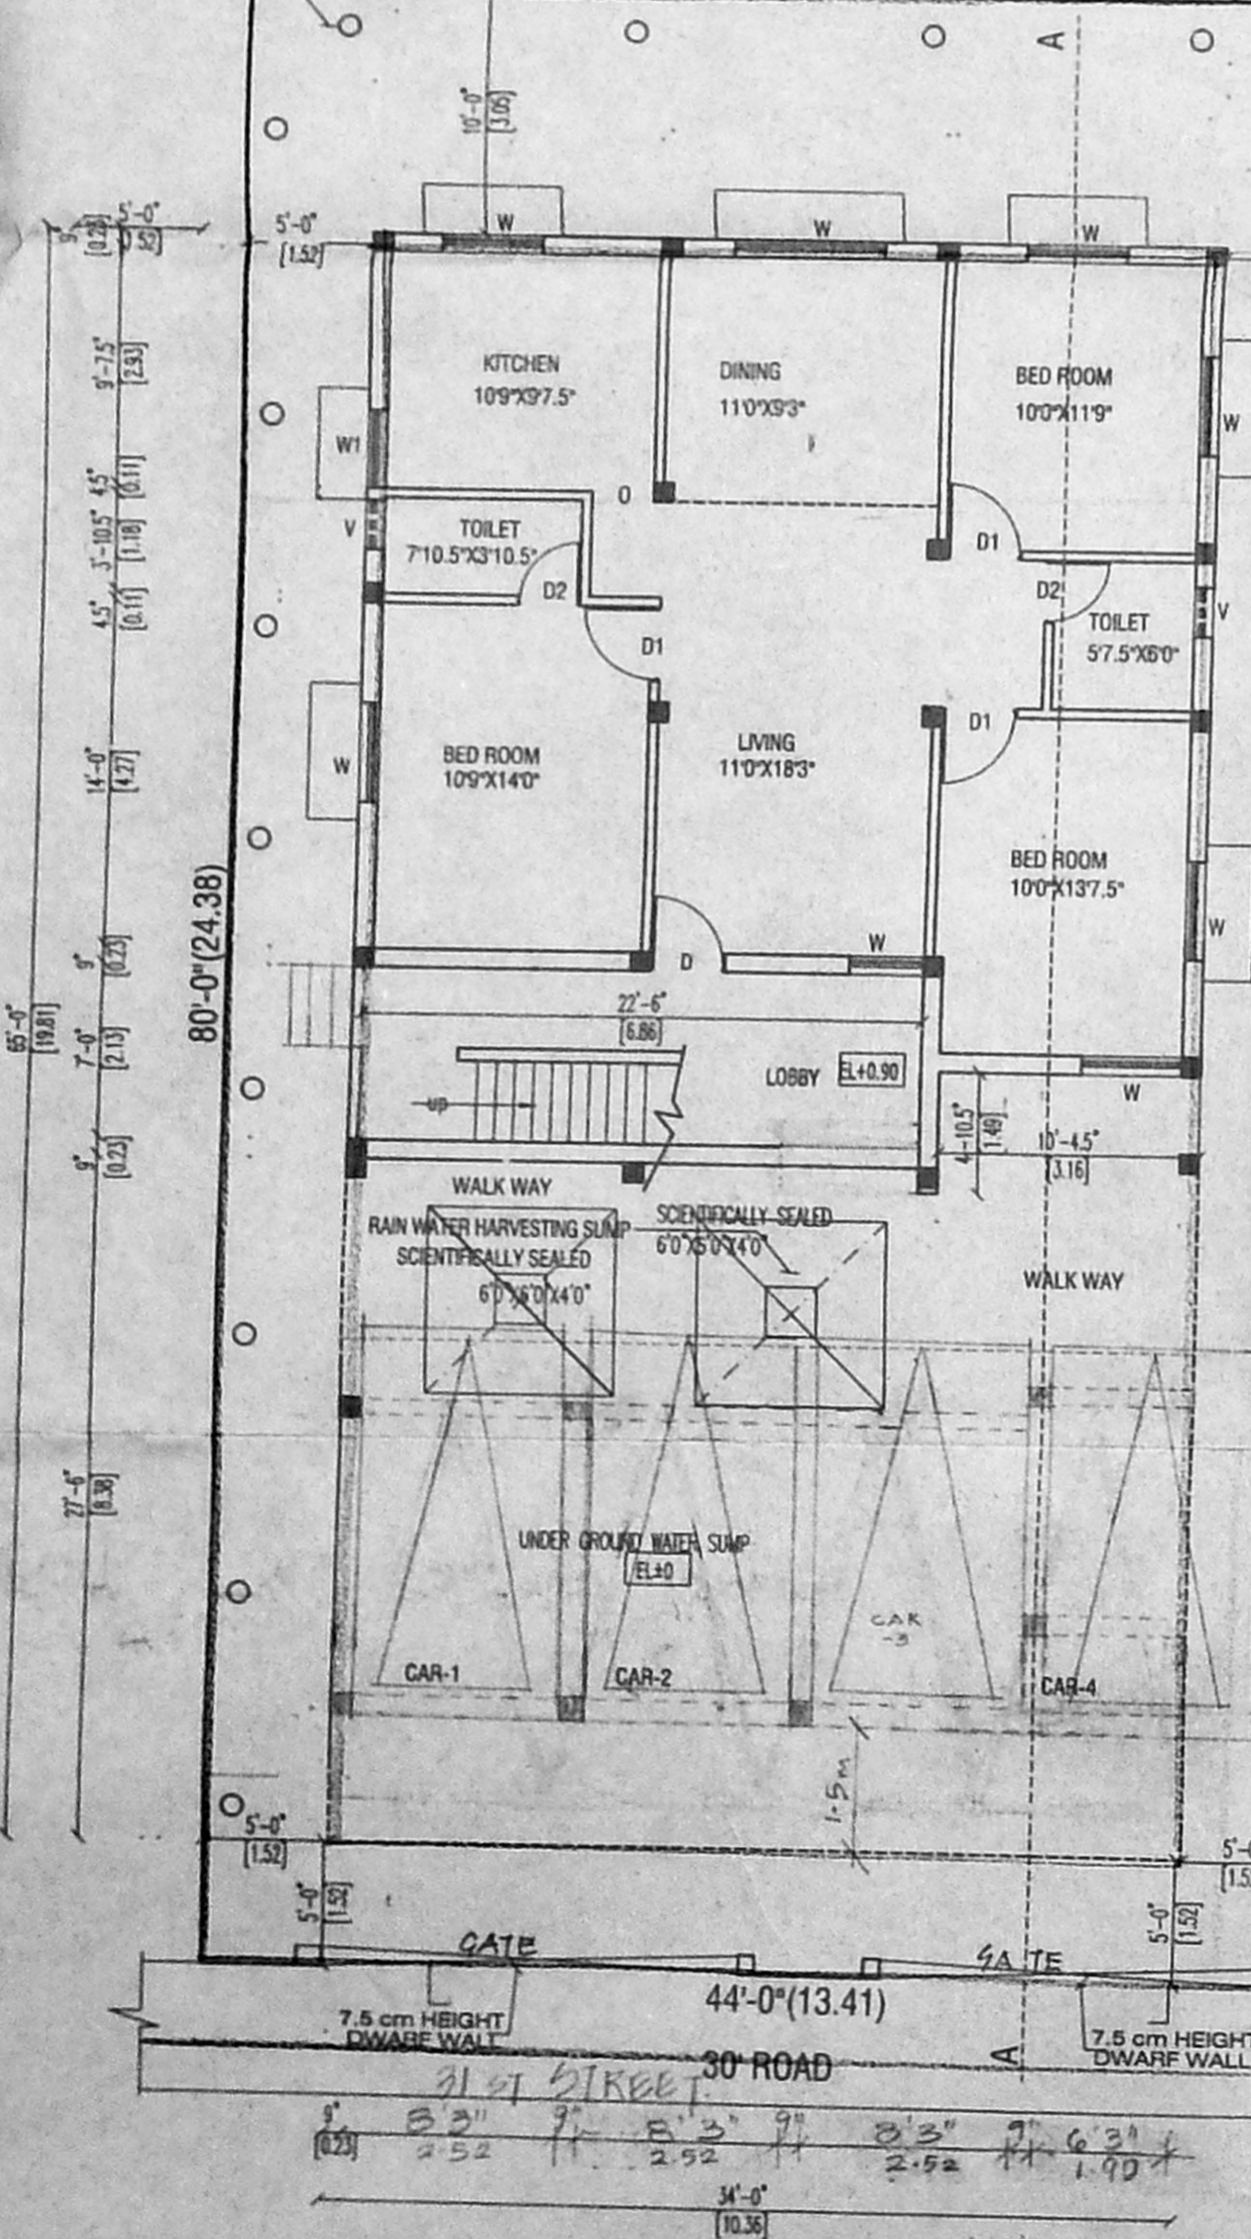 A
10'-0"
[3.05]
9"
[0.23]
5'-0"
[1.52]
5'-0"
[1.52]
W
W
W
9'-7.5"
[2.93]
KITCHEN
10'9"X9'7.5"
DINING
11'0"X9'3"
BED ROOM
10'0"X11'9"
W1
W
4.5"
[0.11]
O
V
TOILET
7'10.5"X3'10.5"
3'-10.5"
[1.18]
D1
D2
D2
4.5"
[0.11]
TOILET
5'7.5"X6'0"
V
D1
D1
14'-0"
[4.27]
W
BED ROOM
10'9"X14'0"
LIVING
11'0"X18'3"
BED ROOM
10'0"X13'7.5"
80'-0"(24.38)
W
W
D
9"
[0.23]
65'-0"
[19.81]
7'-0"
[2.13]
22'-6"
[6.86]
LOBBY
EL+0.90
up
W
4'-10.5"
1.49]
10'-4.5"
[3.16]
9"
[0.23]
WALK WAY
RAIN WATER HARVESTING SUMP
SCIENTIFICALLY SEALED
6'0"X6'0"X4'0"
SCIENTIFICALLY SEALED
6'0"X5'0"X4'0"
WALK WAY
27'-6"
[8.38]
UNDER GROUND WATER SUMP
EL±0
CAR
-3
CAR-1
CAR-2
CAR-4
1.5m
5'-0"
[1.52]
5'-0"
[1.52]
5'-0"
[1.52]
GATE
GATE
44'-0"(13.41)
7.5 cm HEIGHT
DWARF WALL
7.5 cm HEIGHT
DWARF WALL
A
30' ROAD
31 ST STREET
9"
[0.23]
8'3"
2.52
9"
8'3"
2.52
9"
8'3"
2.52
9"
6'3"
1.90
34'-0"
[10.36]